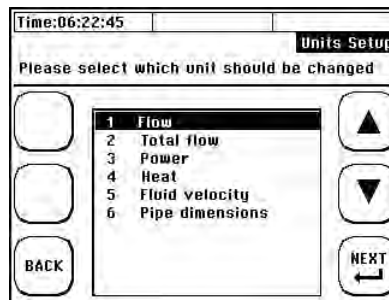 Time:06:22:45
Units Setup
Please select which unit should be changed
1 Flow
2 Total flow
3 Power
4 Heat
5 Fluid velocity
6 Pipe dimensions
BACK
NEXT